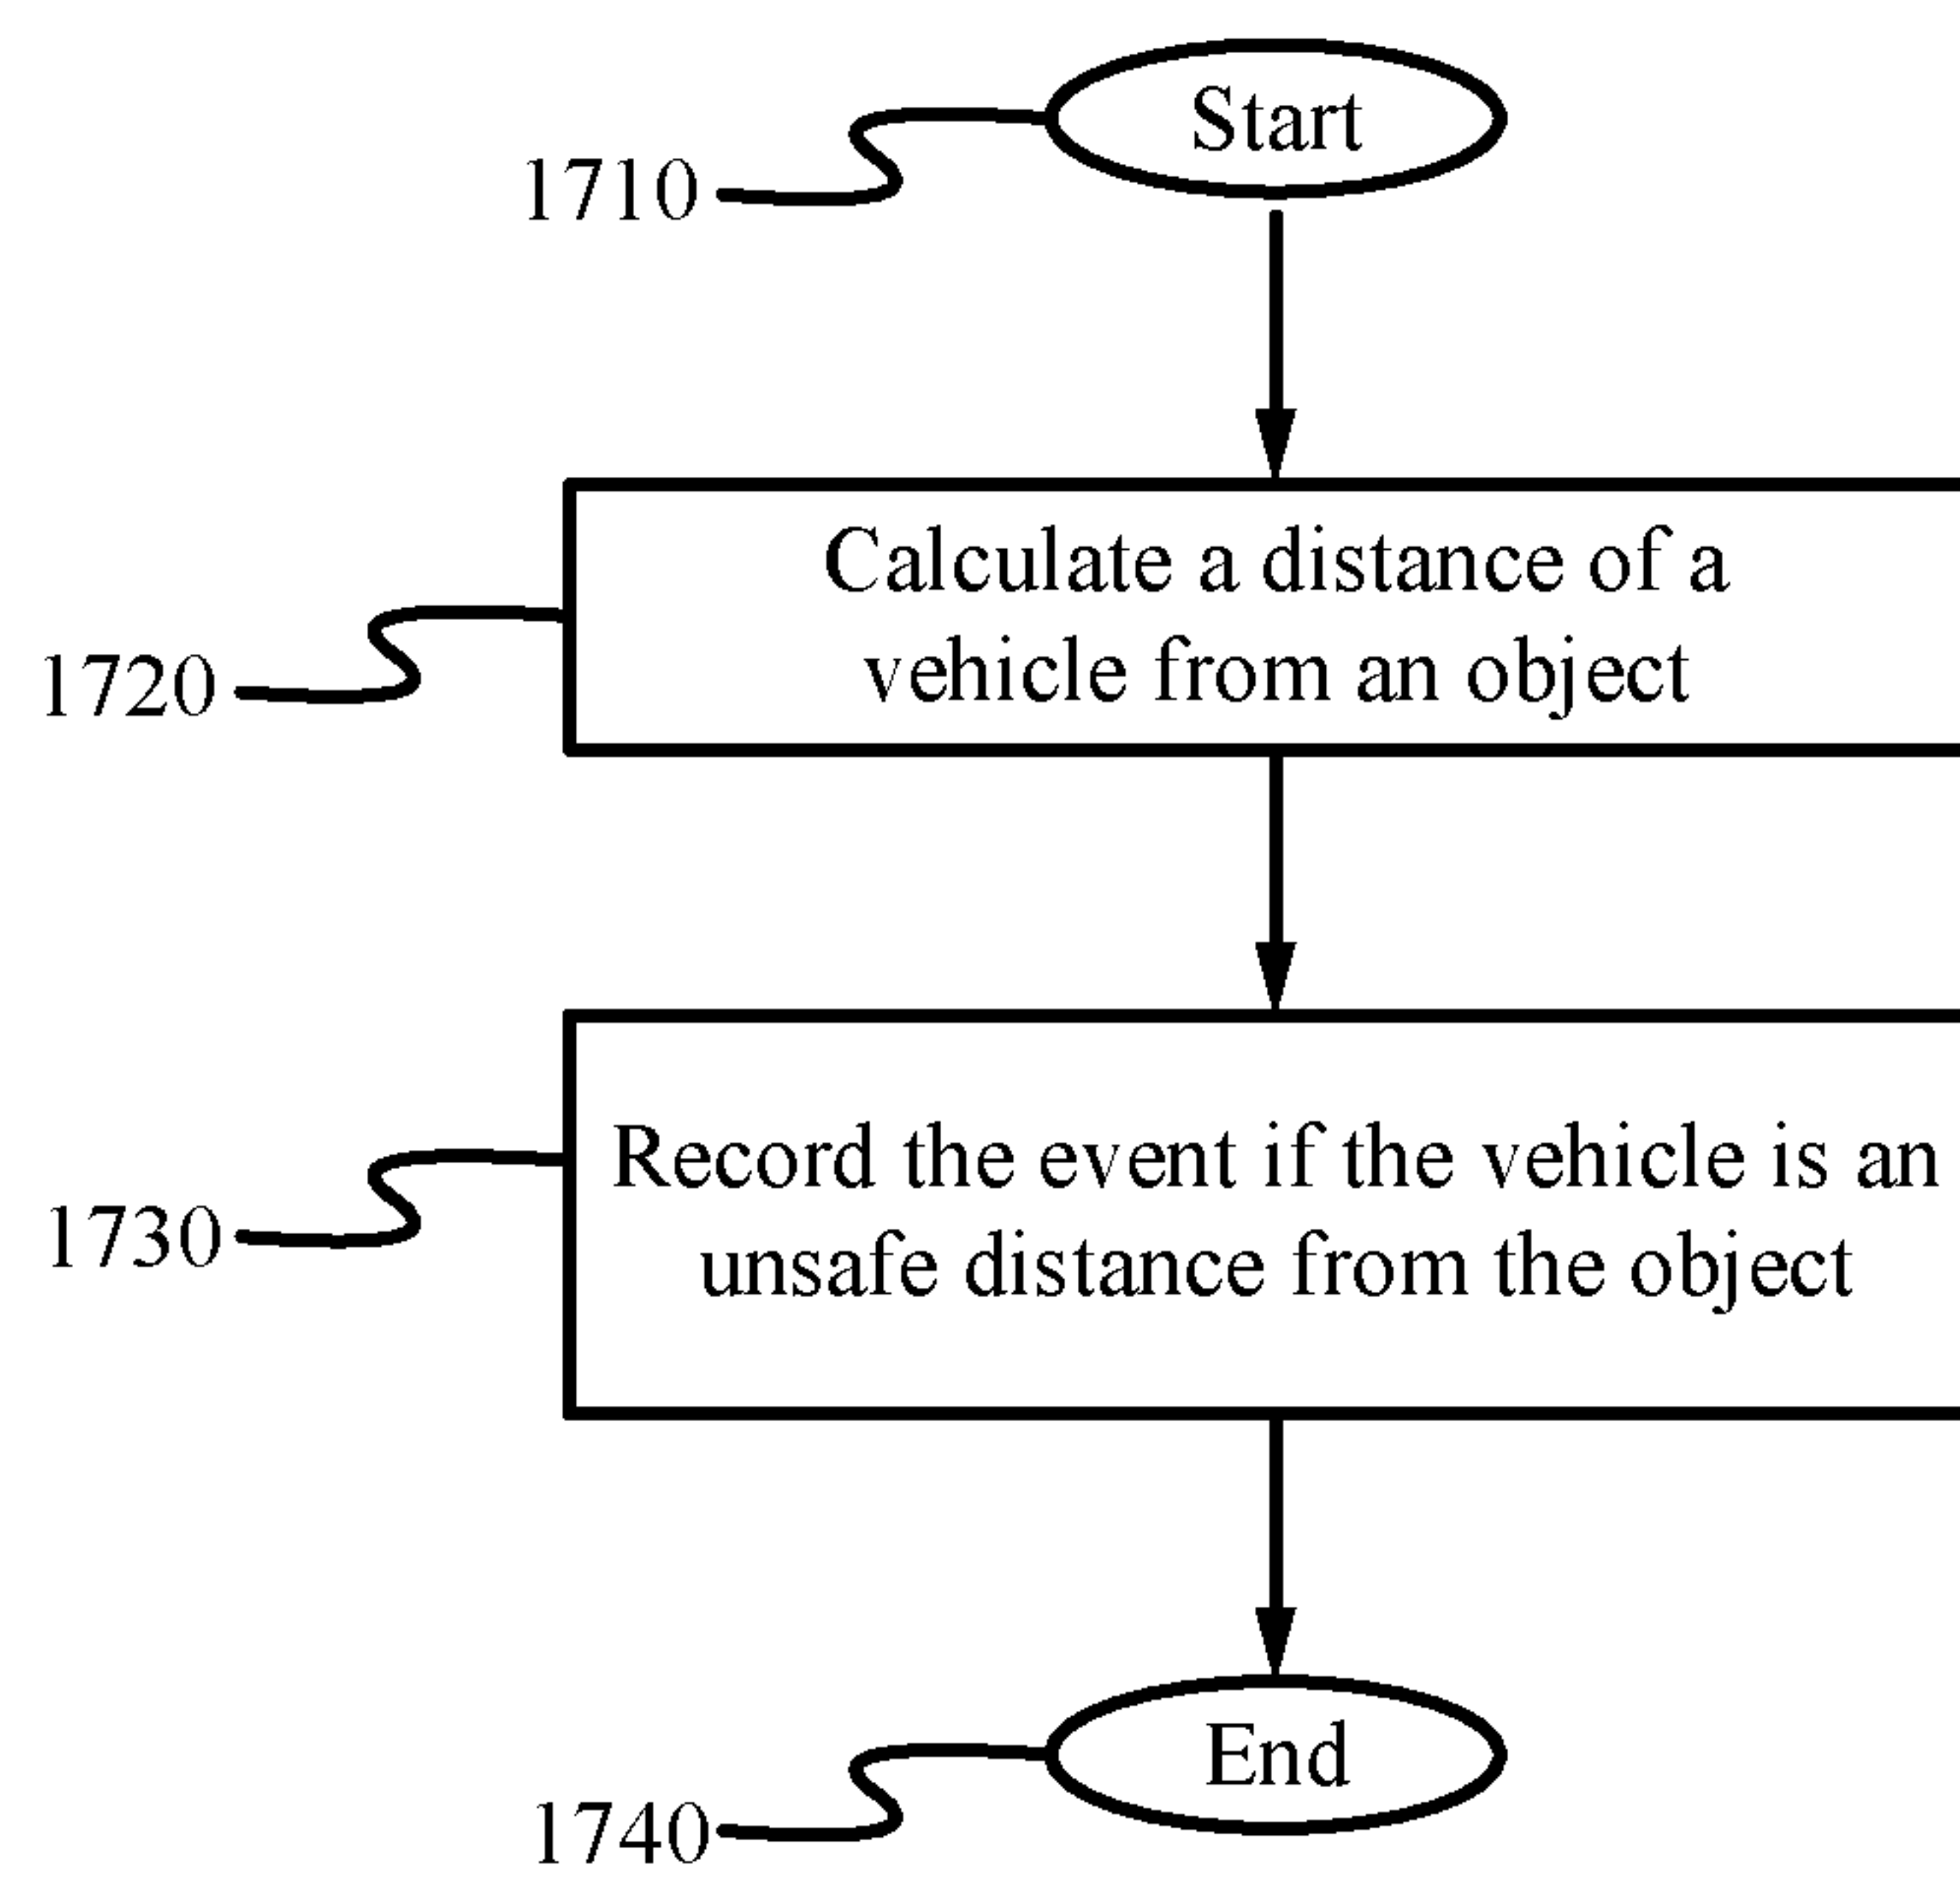 Start
1710
Calculate a distance of a
vehicle from an object
1720
Record the event if the vehicle is an
unsafe distance from the object
1730
End
1740